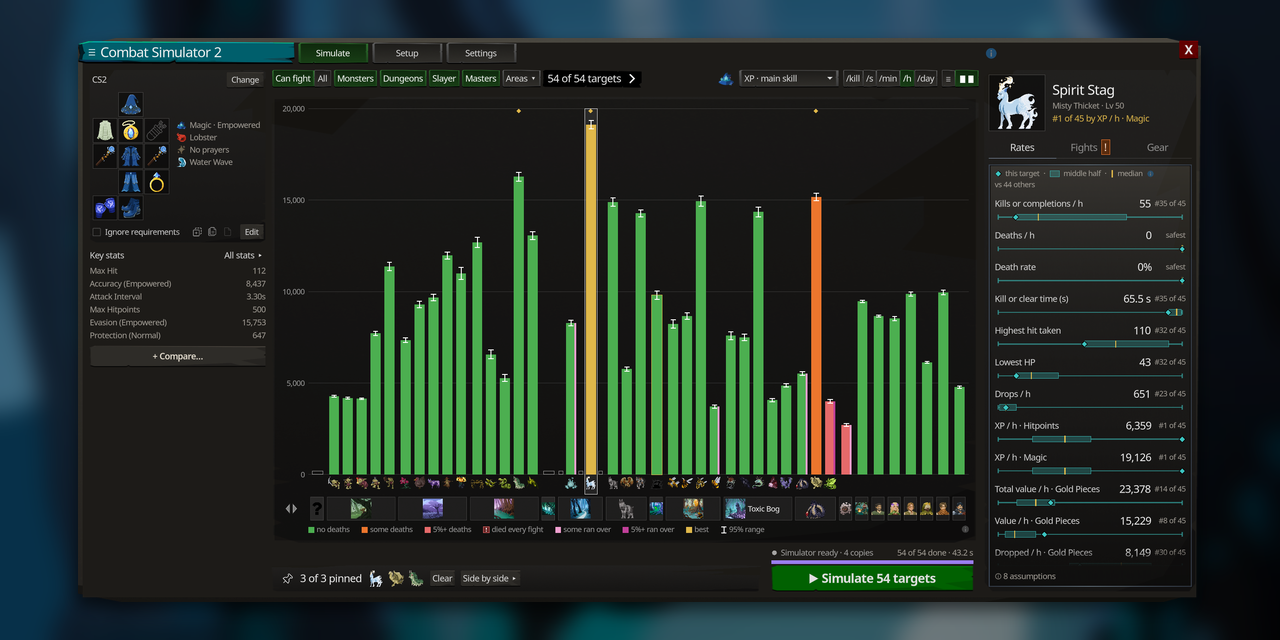 Combat Simulator 2
Simulate
Setup
Settings
X
CS2
Change
Magic · Empowered
Lobster
No prayers
Water Wave
Ignore requirements
Edit
Key stats
All stats
Max Hit 112
Accuracy (Empowered) 8,437
Attack Interval 3.30s
Max Hitpoints 500
Evasion (Empowered) 15,753
Protection (Normal) 647
+ Compare...
Can fight All Monsters Dungeons Slayer Masters Areas 54 of 54 targets
XP · main skill
/kill /s /min /h /day
20,000
15,000
10,000
5,000
0
?
Toxic Bog
no deaths some deaths 5%+ deaths died every fight some ran over 5%+ ran over best 95% range
Simulator ready · 4 copies
54 of 54 done · 43.2 s
3 of 3 pinned
Clear
Side by side
Simulate 54 targets
Spirit Stag
Misty Thicket · Lv 50
#1 of 45 by XP / h · Magic
Rates
Fights !
Gear
this target · middle half · median
vs 44 others
Kills or completions / h 55 #35 of 45
Deaths / h 0 safest
Death rate 0% safest
Kill or clear time (s) 65.5 s #35 of 45
Highest hit taken 110 #32 of 45
Lowest HP 43 #32 of 45
Drops / h 651 #23 of 45
XP / h · Hitpoints 6,359 #1 of 45
XP / h · Magic 19,126 #1 of 45
Total value / h · Gold Pieces 23,378 #14 of 45
Value / h · Gold Pieces 15,229 #8 of 45
Dropped / h · Gold Pieces 8,149 #30 of 45
8 assumptions